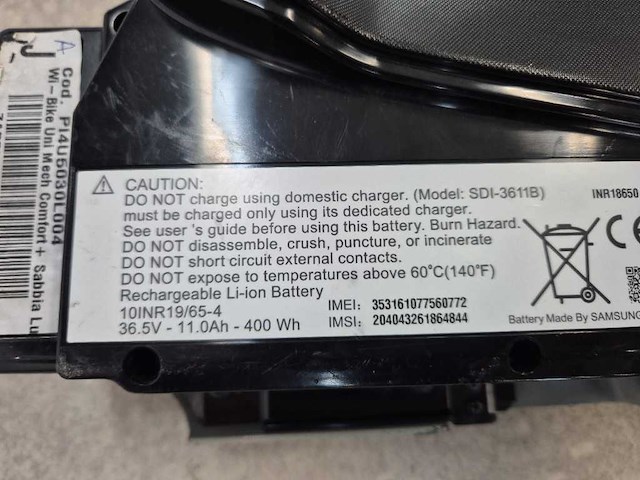 A
Cod. PI4U5030L004
Wi-Bike Uni Mech Comfort+ Sabbia Lu
CAUTION:
DO NOT charge using domestic charger. (Model: SDI-3611B)
must be charged only using its dedicated charger.
See user 's guide before using this battery. Burn Hazard.
DO NOT disassemble, crush, puncture, or incinerate
DO NOT short circuit external contacts.
DO NOT expose to temperatures above 60°C(140°F)
Rechargeable Li-ion Battery
10INR19/65-4
36.5V - 11.0Ah - 400 Wh
IMEI: 353161077560772
IMSI: 204043261864844
INR18650
CE
Battery Made By SAMSUNG